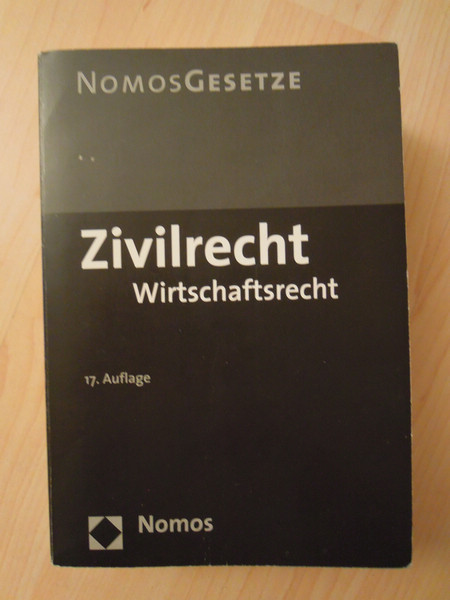 NOMOSGESETZE
Zivilrecht
Wirtschaftsrecht
17. Auflage
Nomos